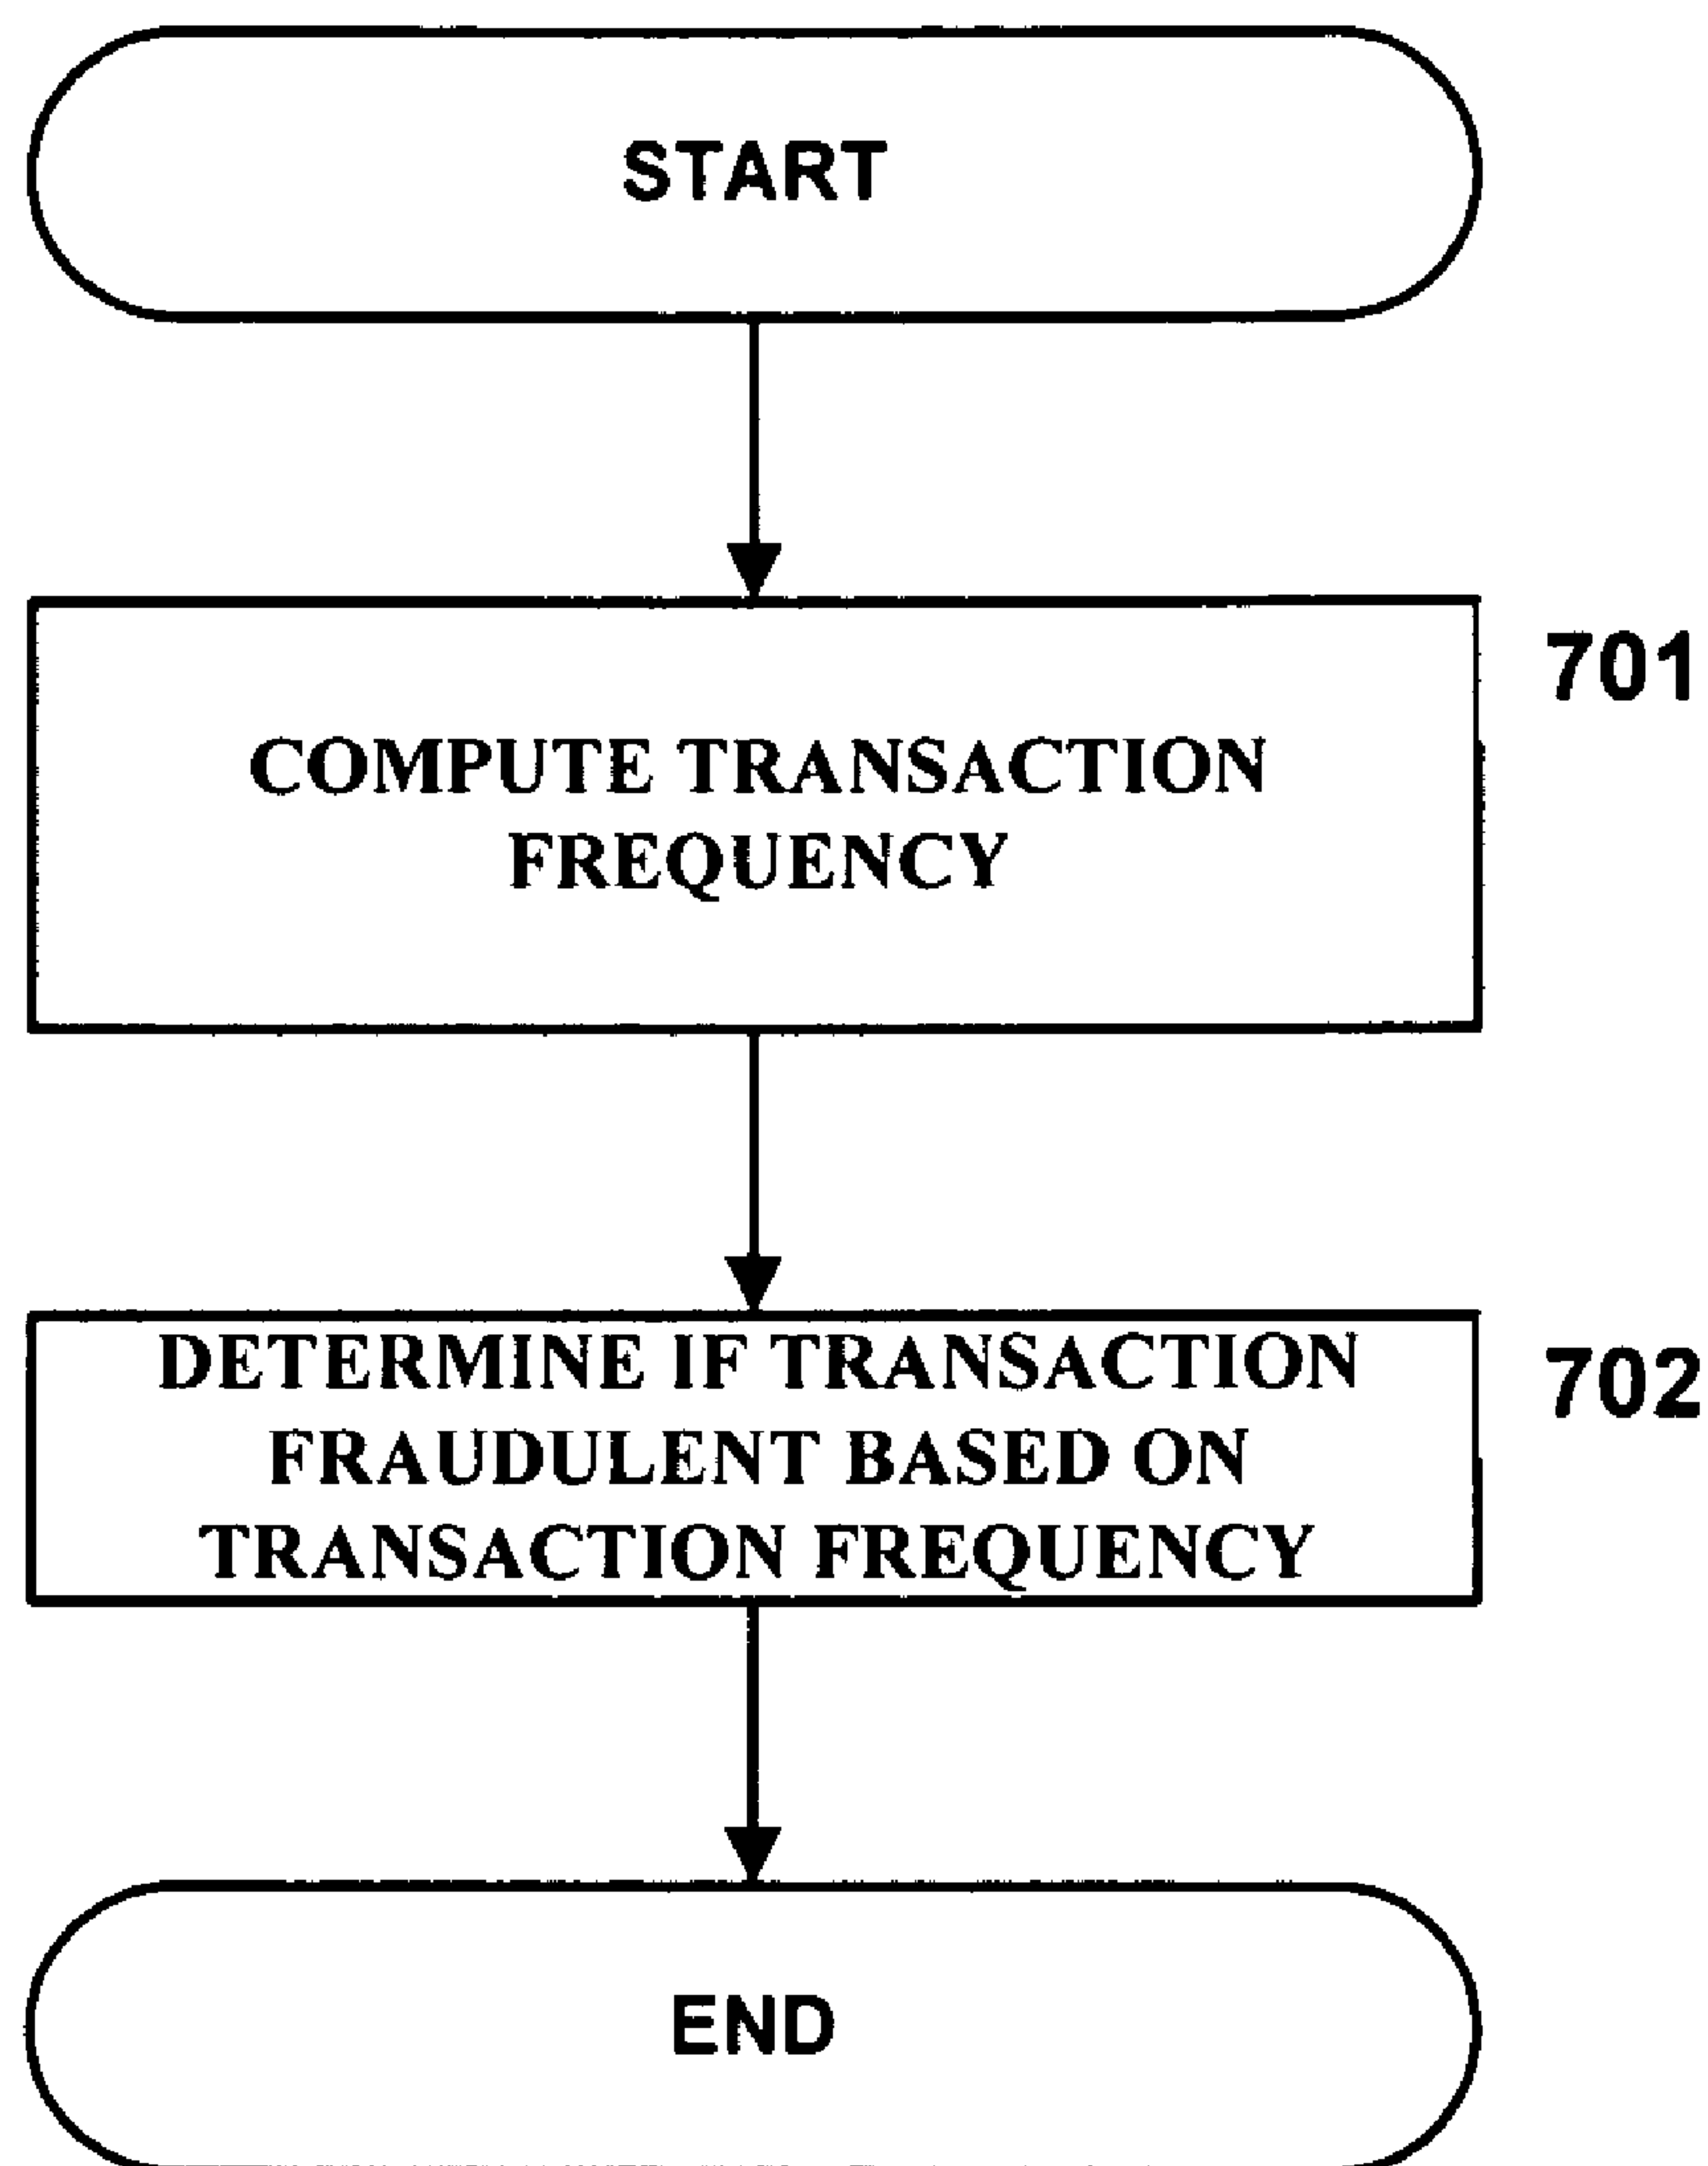 START
701
COMPUTE TRANSACTION
FREQUENCY
702
DETERMINE IF TRANSACTION
FRAUDULENT BASED ON
TRANSACTION FREQUENCY
END